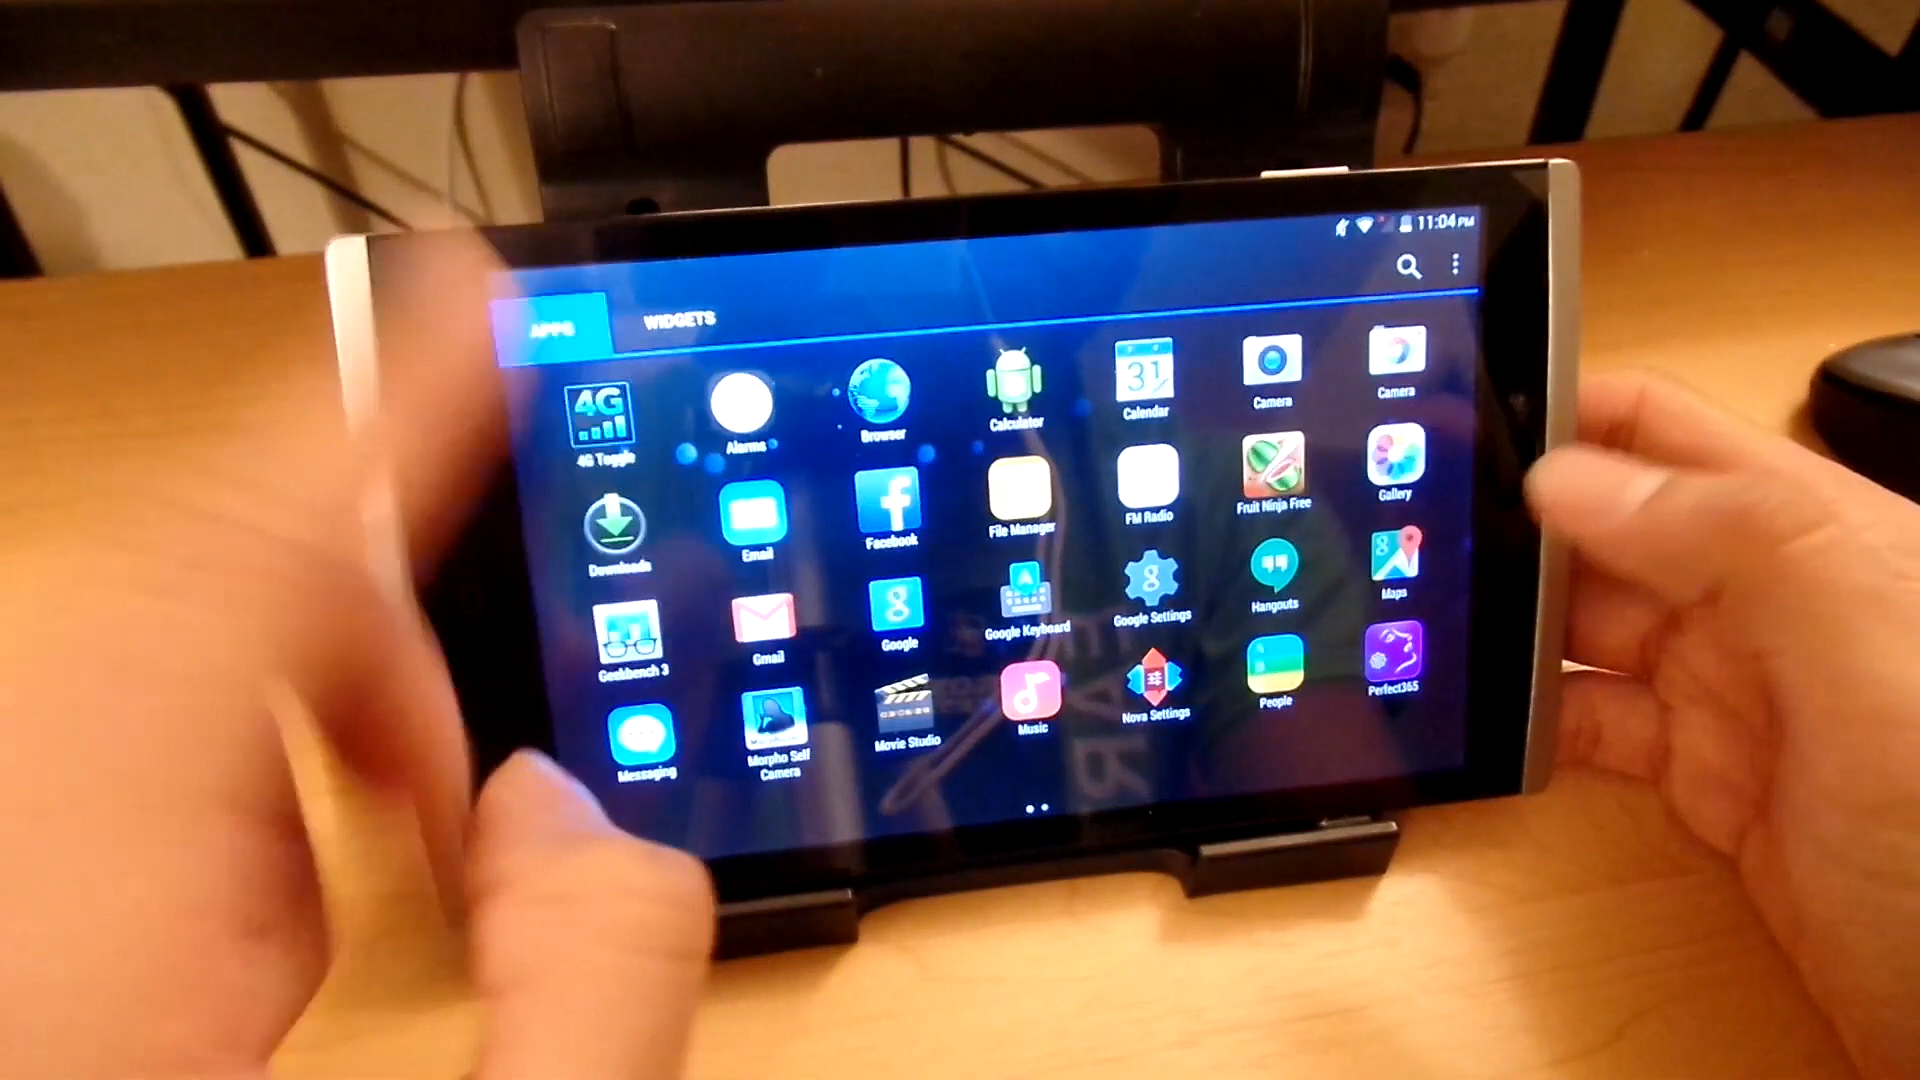 11:04 PM
APPS WIDGETS
4G
31
4G Toggle Alarms Browser Calculator Calendar Camera Camera
Downloads Email Facebook File Manager FM Radio Fruit Ninja Free Gallery
Geekbench 3 Gmail Google Google Keyboard Google Settings Hangouts Maps
Messaging Morpho Self Camera Movie Studio Music Nova Settings People Perfect365